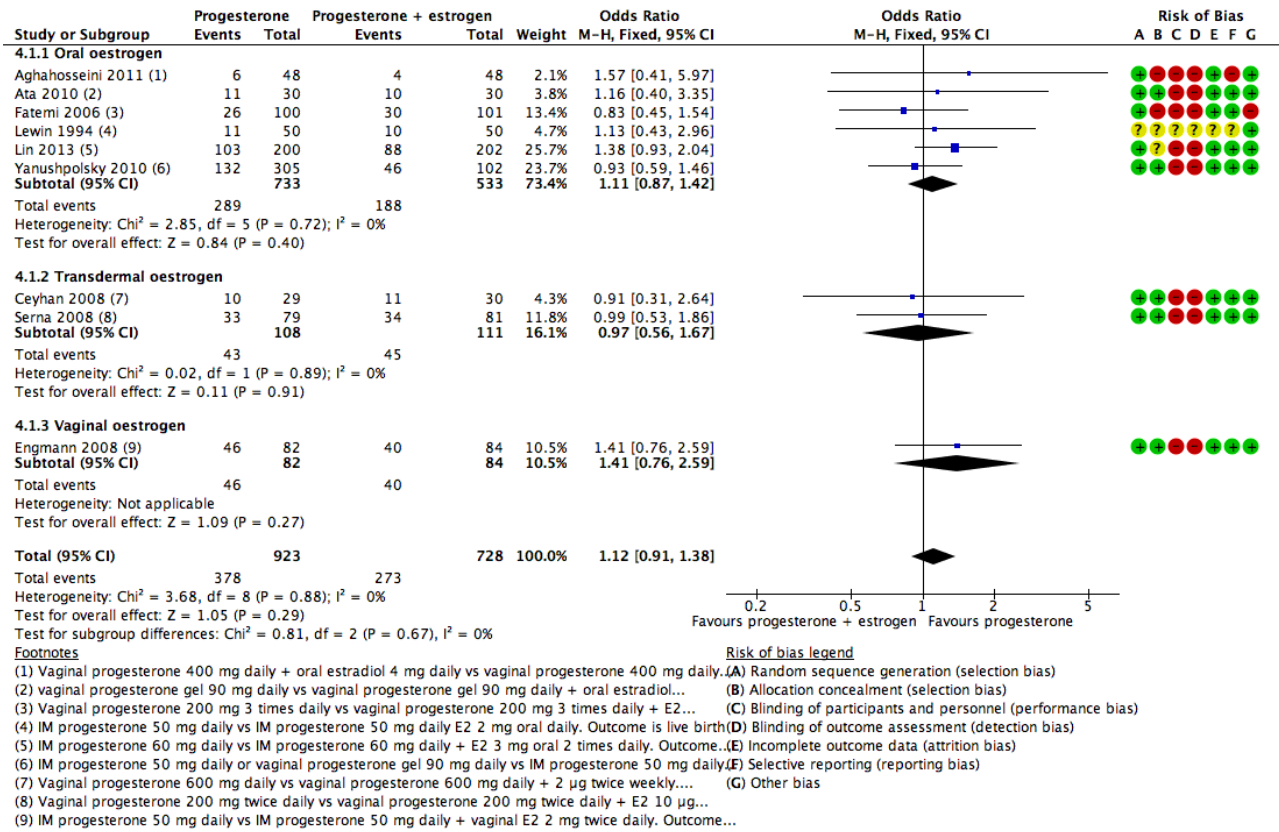 Progesterone Progesterone + estrogen Odds Ratio Odds Ratio Risk of Bias
Study or Subgroup Events Total Events Total Weight M-H, Fixed, 95% CI M-H, Fixed, 95% CI A B C D E F G
4.1.1 Oral oestrogen
Aghahosseini 2011 (1) 6 48 4 48 2.1% 1.57 [0.41, 5.97] + - - - + - +
Ata 2010 (2) 11 30 10 30 3.8% 1.16 [0.40, 3.35] + + - - + + +
Fatemi 2006 (3) 26 100 30 101 13.4% 0.83 [0.45, 1.54] + - - - + + -
Lewin 1994 (4) 11 50 10 50 4.7% 1.13 [0.43, 2.96] ? ? ? ? ? ? +
Lin 2013 (5) 103 200 88 202 25.7% 1.38 [0.93, 2.04] + ? - - + + +
Yanushpolsky 2010 (6) 132 305 46 102 23.7% 0.93 [0.59, 1.46] + + - - + + +
Subtotal (95% CI) 733 533 73.4% 1.11 [0.87, 1.42]
Total events 289 188
Heterogeneity: Chi² = 2.85, df = 5 (P = 0.72); I² = 0%
Test for overall effect: Z = 0.84 (P = 0.40)
4.1.2 Transdermal oestrogen
Ceyhan 2008 (7) 10 29 11 30 4.3% 0.91 [0.31, 2.64] + + - - + + +
Serna 2008 (8) 33 79 34 81 11.8% 0.99 [0.53, 1.86] + + - - + + +
Subtotal (95% CI) 108 111 16.1% 0.97 [0.56, 1.67]
Total events 43 45
Heterogeneity: Chi² = 0.02, df = 1 (P = 0.89); I² = 0%
Test for overall effect: Z = 0.11 (P = 0.91)
4.1.3 Vaginal oestrogen
Engmann 2008 (9) 46 82 40 84 10.5% 1.41 [0.76, 2.59] + + - - + + +
Subtotal (95% CI) 82 84 10.5% 1.41 [0.76, 2.59]
Total events 46 40
Heterogeneity: Not applicable
Test for overall effect: Z = 1.09 (P = 0.27)
Total (95% CI) 923 728 100.0% 1.12 [0.91, 1.38]
Total events 378 273
Heterogeneity: Chi² = 3.68, df = 8 (P = 0.88); I² = 0%
Test for overall effect: Z = 1.05 (P = 0.29)
Test for subgroup differences: Chi² = 0.81, df = 2 (P = 0.67), I² = 0%
0.2 0.5 1 2 5
Favours progesterone + estrogen Favours progesterone
Footnotes
(1) Vaginal progesterone 400 mg daily + oral estradiol 4 mg daily vs vaginal progesterone 400 mg daily...
(2) vaginal progesterone gel 90 mg daily vs vaginal progesterone gel 90 mg daily + oral estradiol...
(3) Vaginal progesterone 200 mg 3 times daily vs vaginal progesterone 200 mg 3 times daily + E2...
(4) IM progesterone 50 mg daily vs IM progesterone 50 mg daily E2 2 mg oral daily. Outcome is live birth
(5) IM progesterone 60 mg daily vs IM progesterone 60 mg daily + E2 3 mg oral 2 times daily. Outcome...
(6) IM progesterone 50 mg daily or vaginal progesterone gel 90 mg daily vs IM progesterone 50 mg daily...
(7) Vaginal progesterone 600 mg daily vs vaginal progesterone 600 mg daily + 2 µg twice weekly....
(8) Vaginal progesterone 200 mg twice daily vs vaginal progesterone 200 mg twice daily + E2 10 µg...
(9) IM progesterone 50 mg daily vs IM progesterone 50 mg daily + vaginal E2 2 mg twice daily. Outcome...
Risk of bias legend
(A) Random sequence generation (selection bias)
(B) Allocation concealment (selection bias)
(C) Blinding of participants and personnel (performance bias)
(D) Blinding of outcome assessment (detection bias)
(E) Incomplete outcome data (attrition bias)
(F) Selective reporting (reporting bias)
(G) Other bias